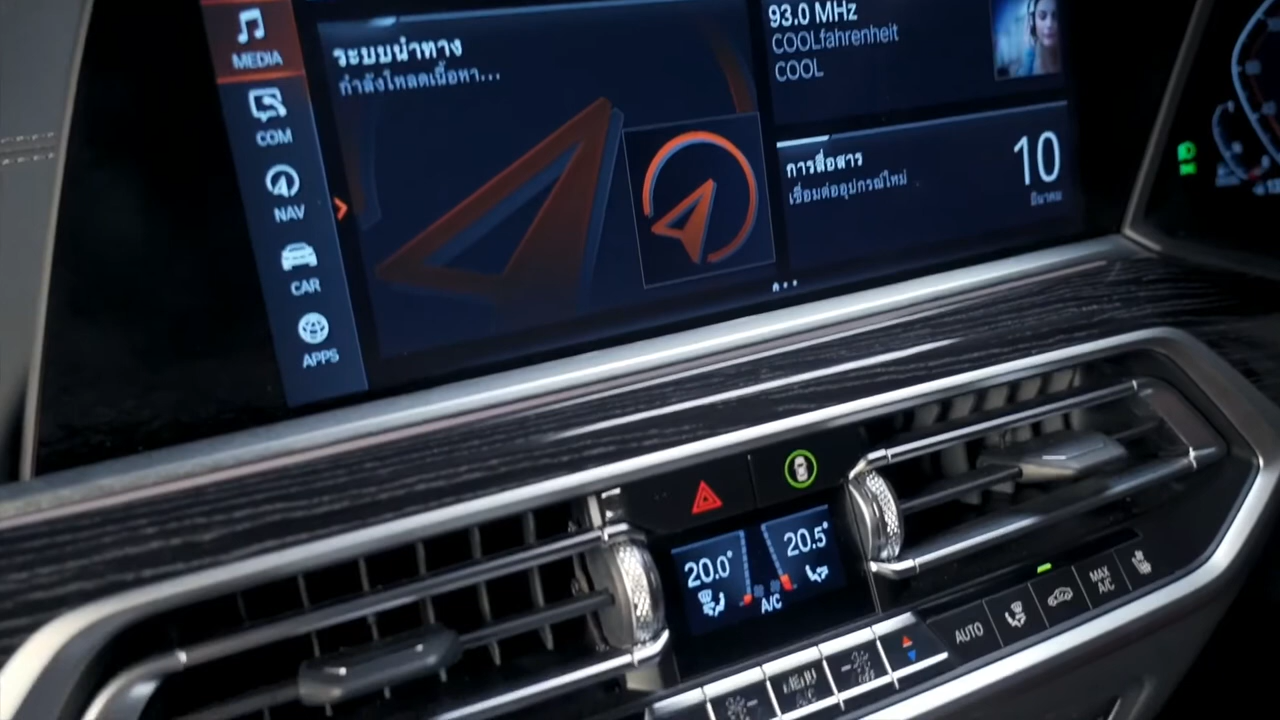 MEDIA
COM
NAV
CAR
APPS
ระบบนำทาง
กำลังโหลดเนื้อหา...
93.0 MHz
COOLfahrenheit
COOL
การสื่อสาร
เชื่อมต่ออุปกรณ์ใหม่
10
มีนาคม
20.0°
20.5°
A/C
MENU
A/C
AUTO
MAX
A/C